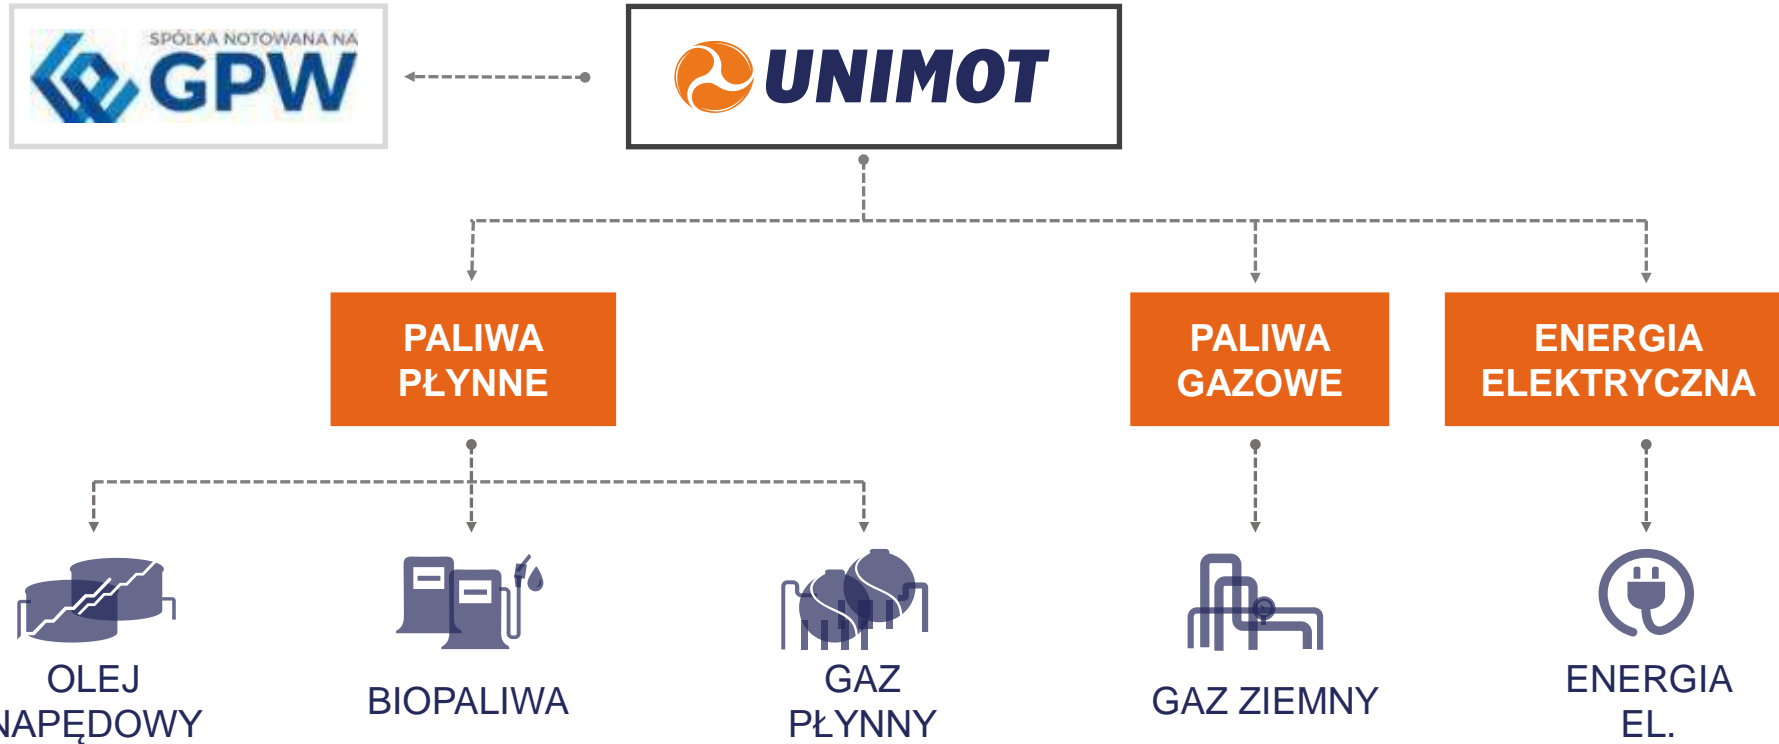 SPÓŁKA NOTOWANA NA
GPW
UNIMOT
PALIWA
PŁYNNE
PALIWA
GAZOWE
ENERGIA
ELEKTRYCZNA
OLEJ
NAPĘDOWY
BIOPALIWA
GAZ
PŁYNNY
GAZ ZIEMNY
ENERGIA
EL.